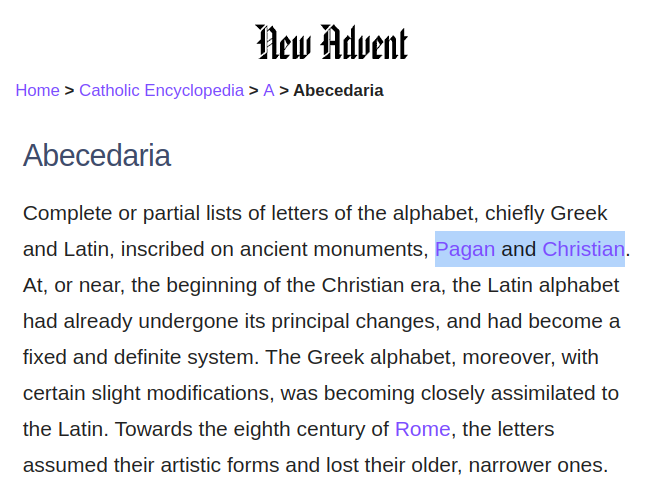 New Advent
Home > Catholic Encyclopedia > A > Abecedaria
Abecedaria
Complete or partial lists of letters of the alphabet, chiefly Greek
and Latin, inscribed on ancient monuments, Pagan and Christian.
At, or near, the beginning of the Christian era, the Latin alphabet
had already undergone its principal changes, and had become a
fixed and definite system. The Greek alphabet, moreover, with
certain slight modifications, was becoming closely assimilated to
the Latin. Towards the eighth century of Rome, the letters
assumed their artistic forms and lost their older, narrower ones.